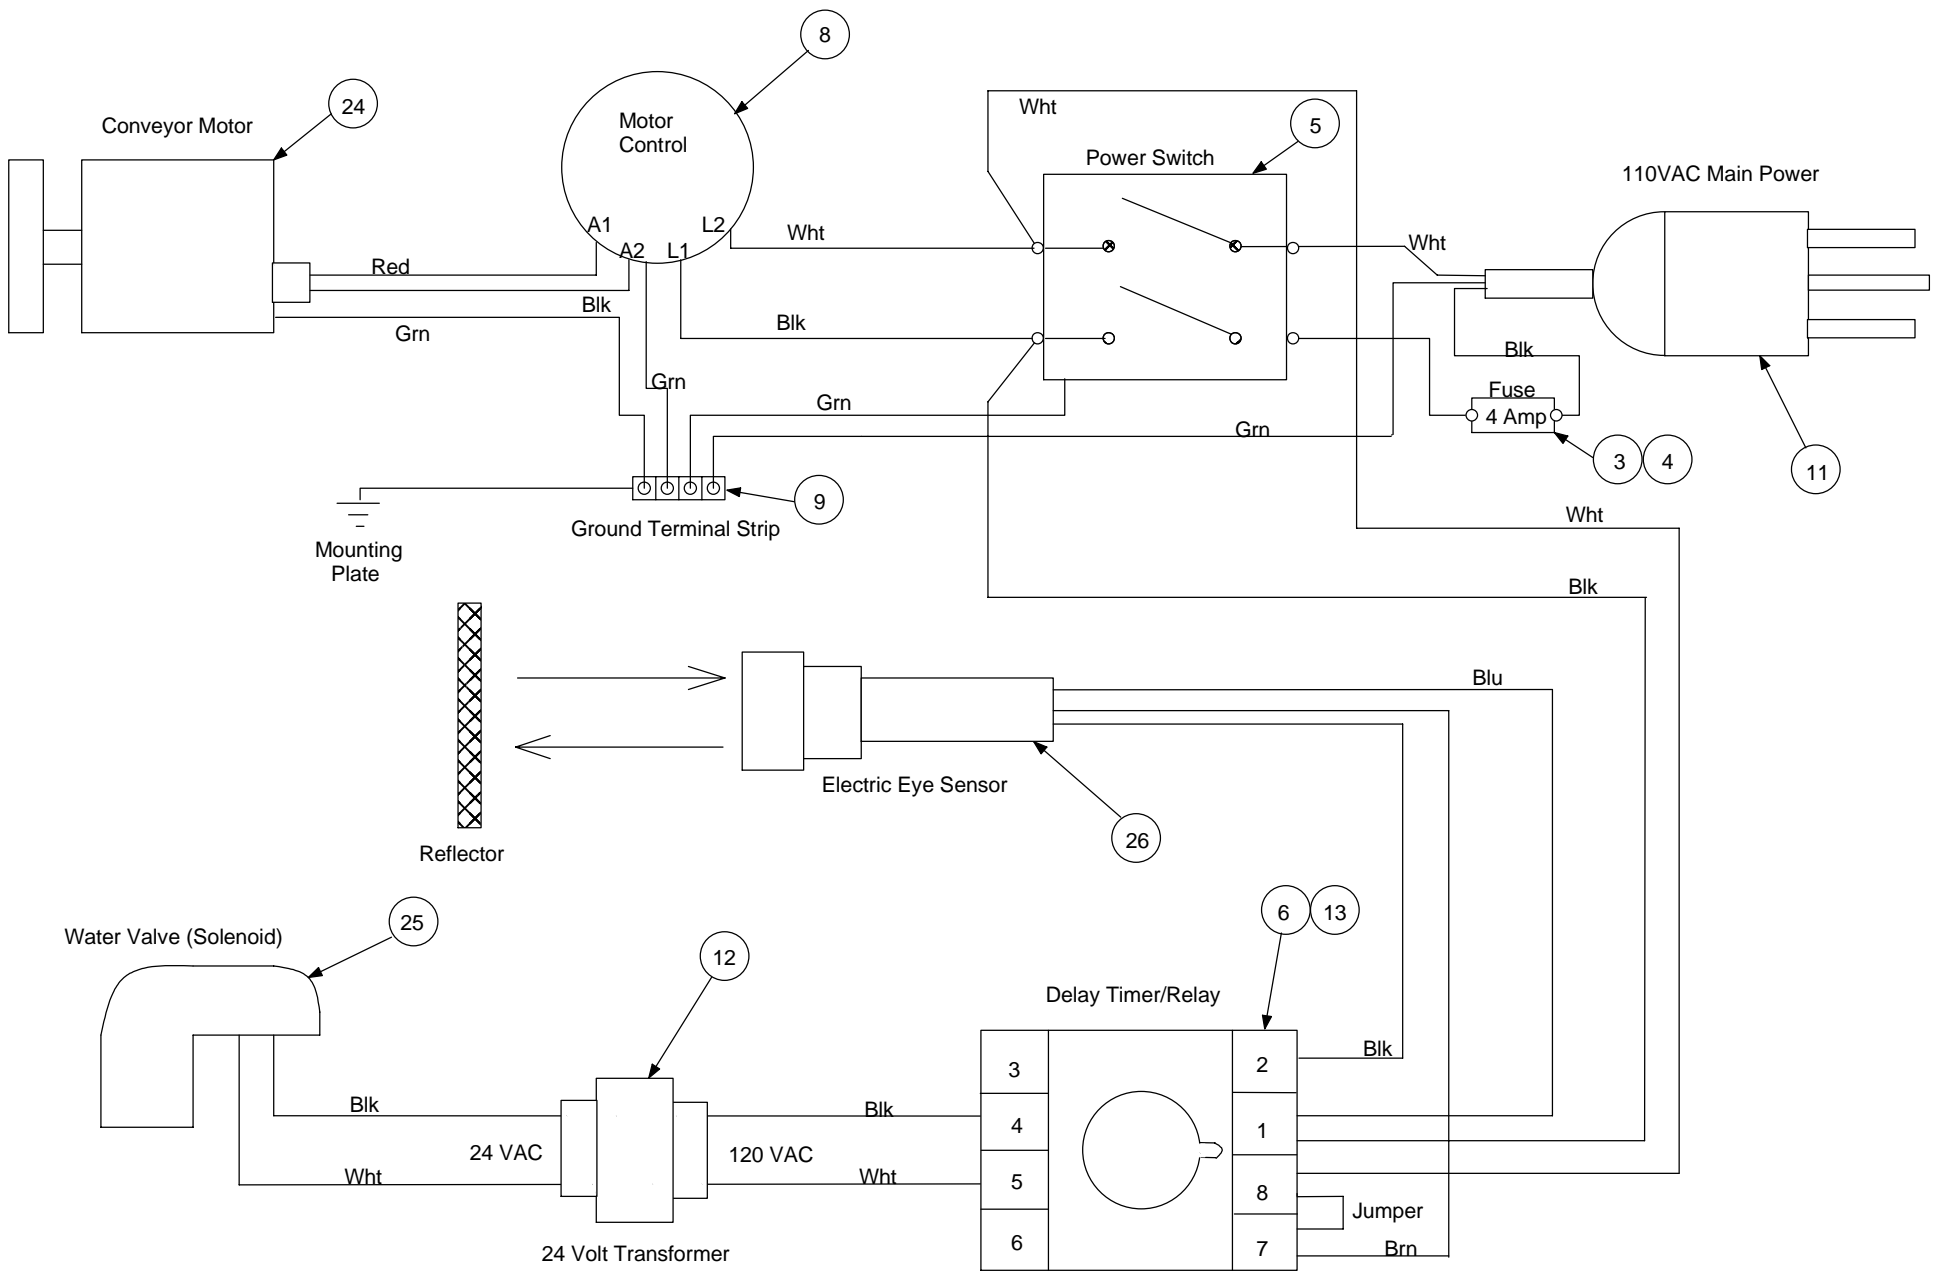 8
24
Conveyor Motor
Motor
Control
Wht
5
Power Switch
110VAC Main Power
A1
A2
L1
L2
Wht
Wht
Red
Blk
Grn
Blk
Blk
Grn
Fuse
4 Amp
Grn
Grn
3
4
11
9
Ground Terminal Strip
Wht
Mounting
Plate
Blk
Blu
Electric Eye Sensor
26
Reflector
6
13
25
Water Valve (Solenoid)
12
Delay Timer/Relay
Blk
3
2
Blk
Blk
4
1
24 VAC
120 VAC
Wht
Wht
5
8
Jumper
6
7
Brn
24 Volt Transformer